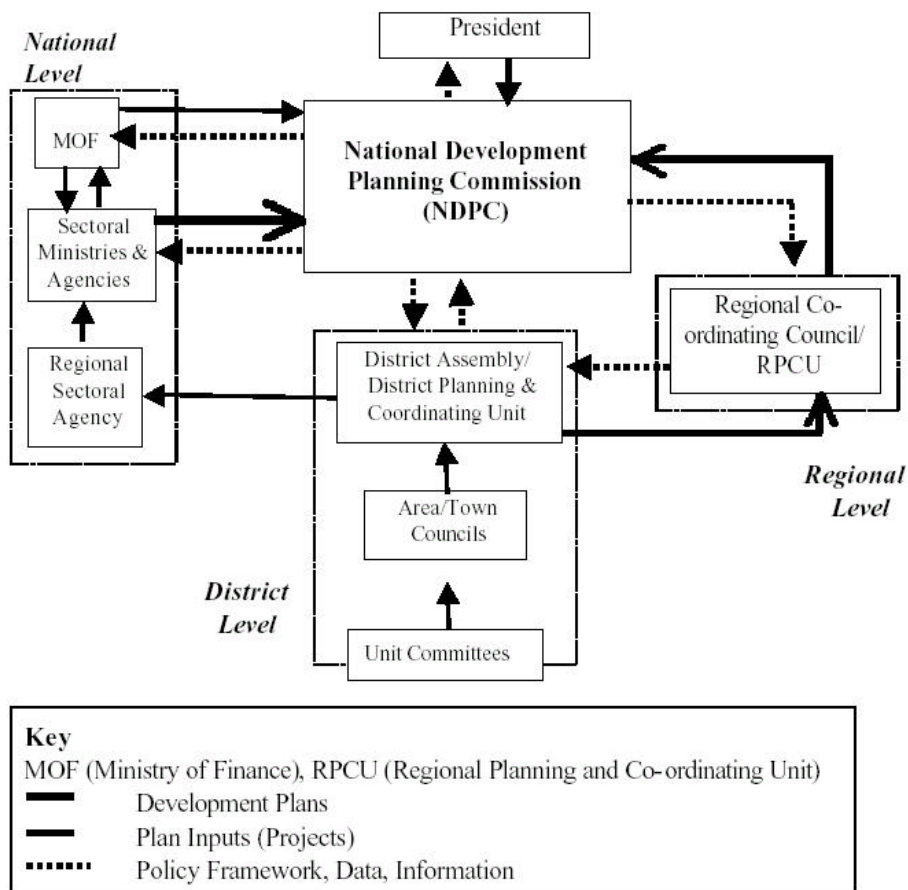 President
National
Level
MOF
National Development
Planning Commission
(NDPC)
Sectoral
Ministries &
Agencies
Regional Co-
ordinating Council/
RPCU
Regional
Sectoral
Agency
District Assembly/
District Planning &
Coordinating Unit
Regional
Level
Area/Town
Councils
District
Level
Unit Committees
Key
MOF (Ministry of Finance), RPCU (Regional Planning and Co-ordinating Unit)
Development Plans
Plan Inputs (Projects)
Policy Framework, Data, Information